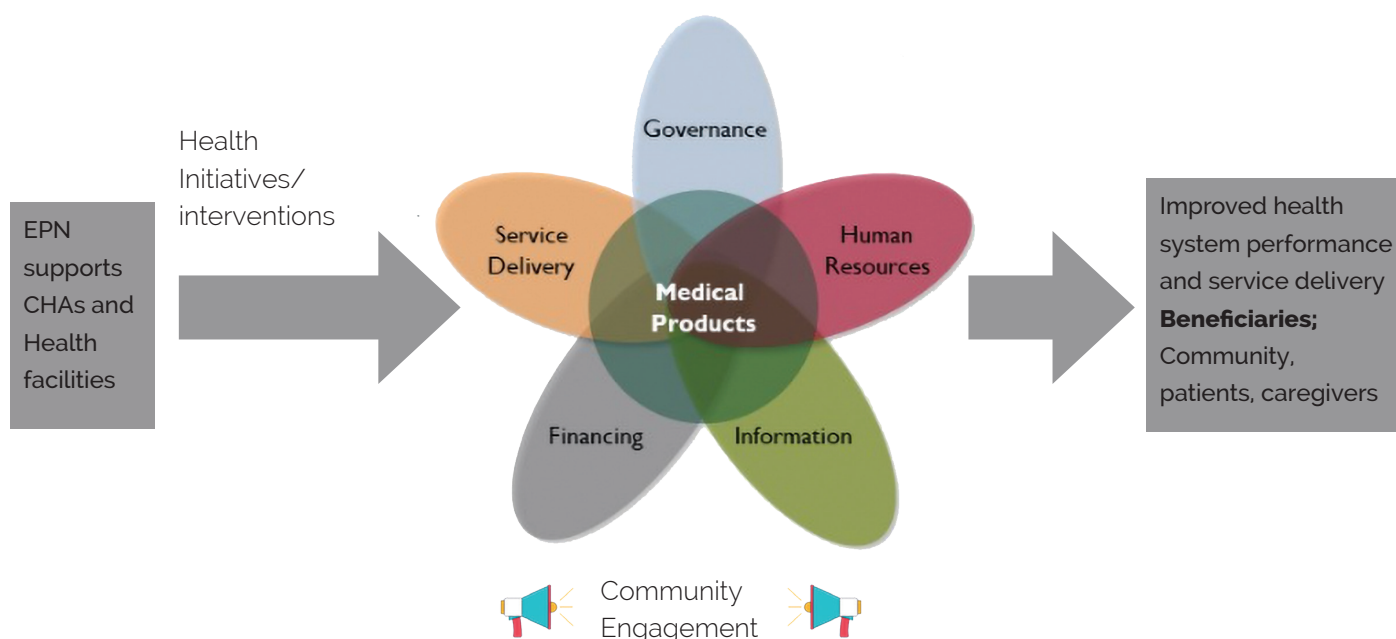 EPN
supports
CHAs and
Health
facilities
Health
Initiatives/
interventions
Governance
Service
Delivery
Human
Resources
Medical
Products
Financing
Information
Improved health
system performance
and service delivery
Beneficiaries;
Community,
patients, caregivers
Community
Engagement